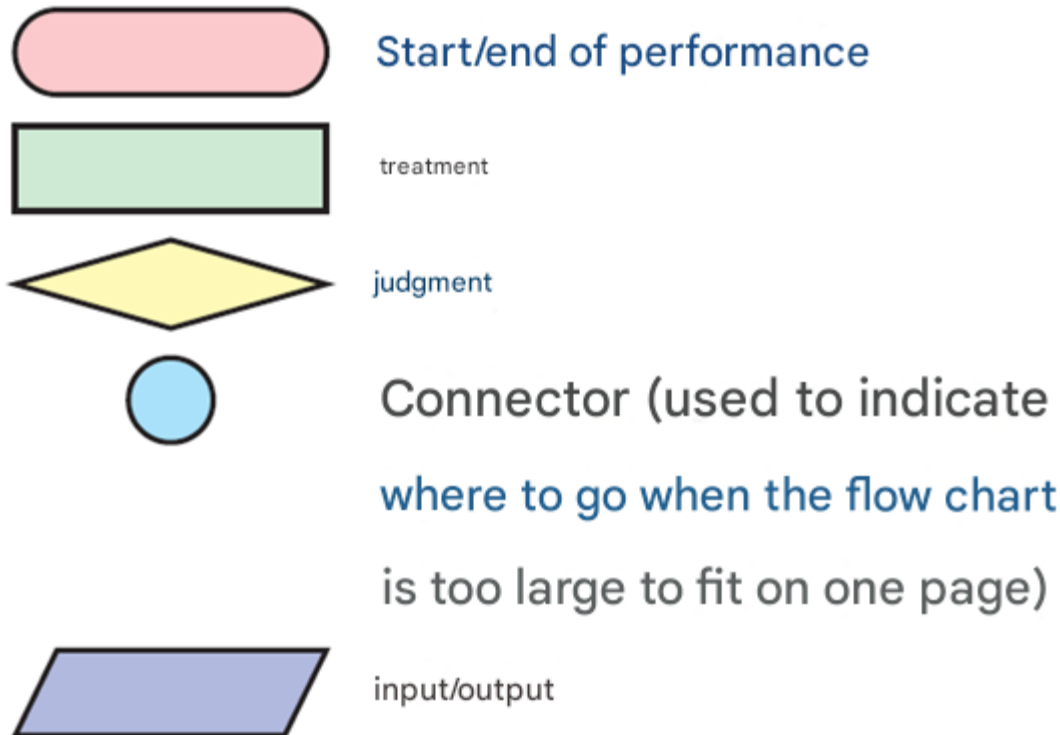 Start/end of performance
treatment
judgment
Connector (used to indicate
where to go when the flow chart
is too large to fit on one page)
input/output